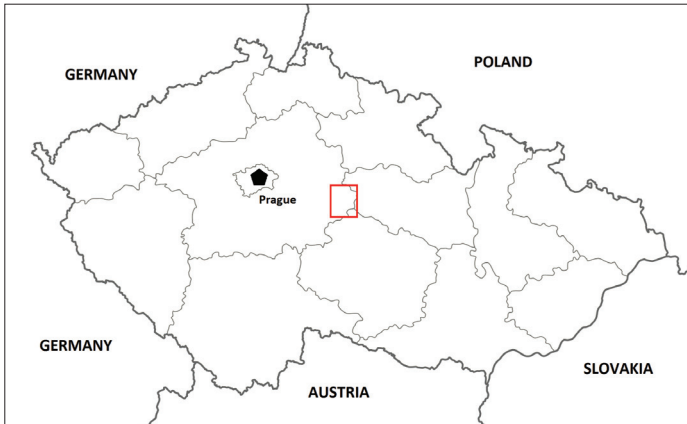 POLAND
GERMANY
Prague
GERMANY
SLOVAKIA
AUSTRIA